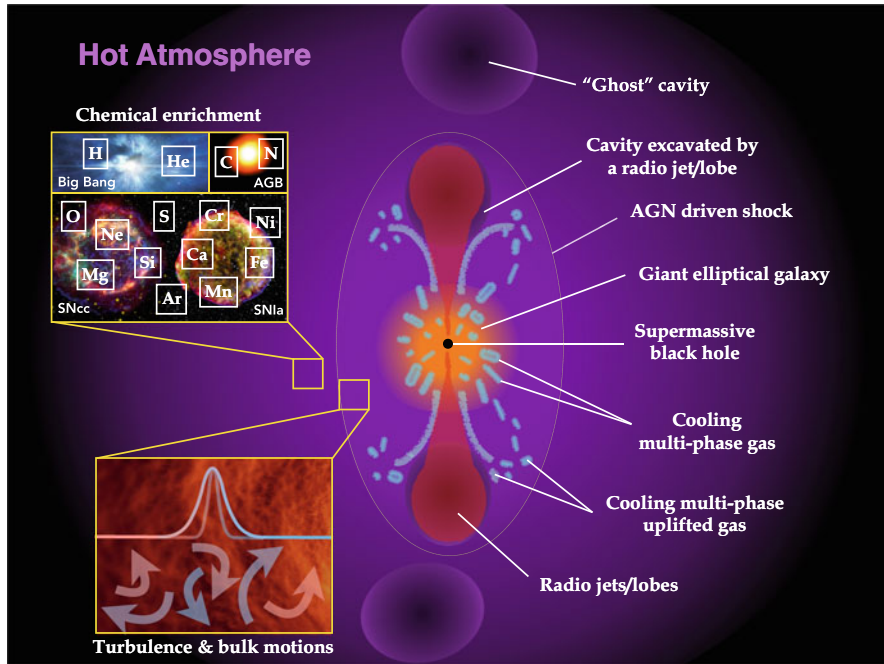 Hot Atmosphere
Chemical enrichment
H
He
C
N
Big Bang
AGB
O
S
Cr
Ni
Ne
Ca
Si
Fe
Mg
Mn
Ar
SNcc
SNIa
“Ghost” cavity
Cavity excavated by
a radio jet/lobe
AGN driven shock
Giant elliptical galaxy
Supermassive
black hole
Cooling
multi-phase gas
Cooling multi-phase
uplifted gas
Radio jets/lobes
Turbulence & bulk motions